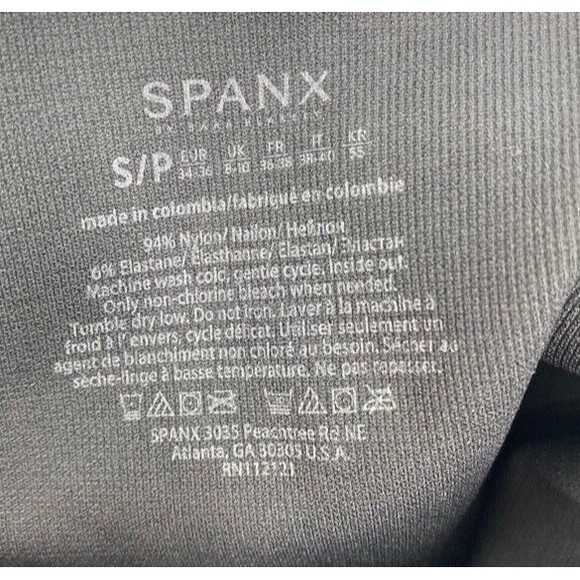 SPANX
BY SARA BLAKELY
S/P EUR 34-36 UK 8-10 FR 36-38 IT 38-40 KR 55
made in colombia/fabriqué en colombie
94% Nylon/Nailon/Нейлон
6% Elastane/Elasthanne/Elastan/Эластан
Machine wash cold, gentle cycle. Inside out.
Only non-chlorine bleach when needed.
Tumble dry low. Do not iron. Laver à la machine à
froid à l'envers, cycle délicat. Utiliser seulement un
agent de blanchiment non chloré au besoin. Sécher au
sèche-linge à basse température. Ne pas repasser.
SPANX 3035 Peachtree Rd NE
Atlanta, GA 30305 U.S.A.
RN112121